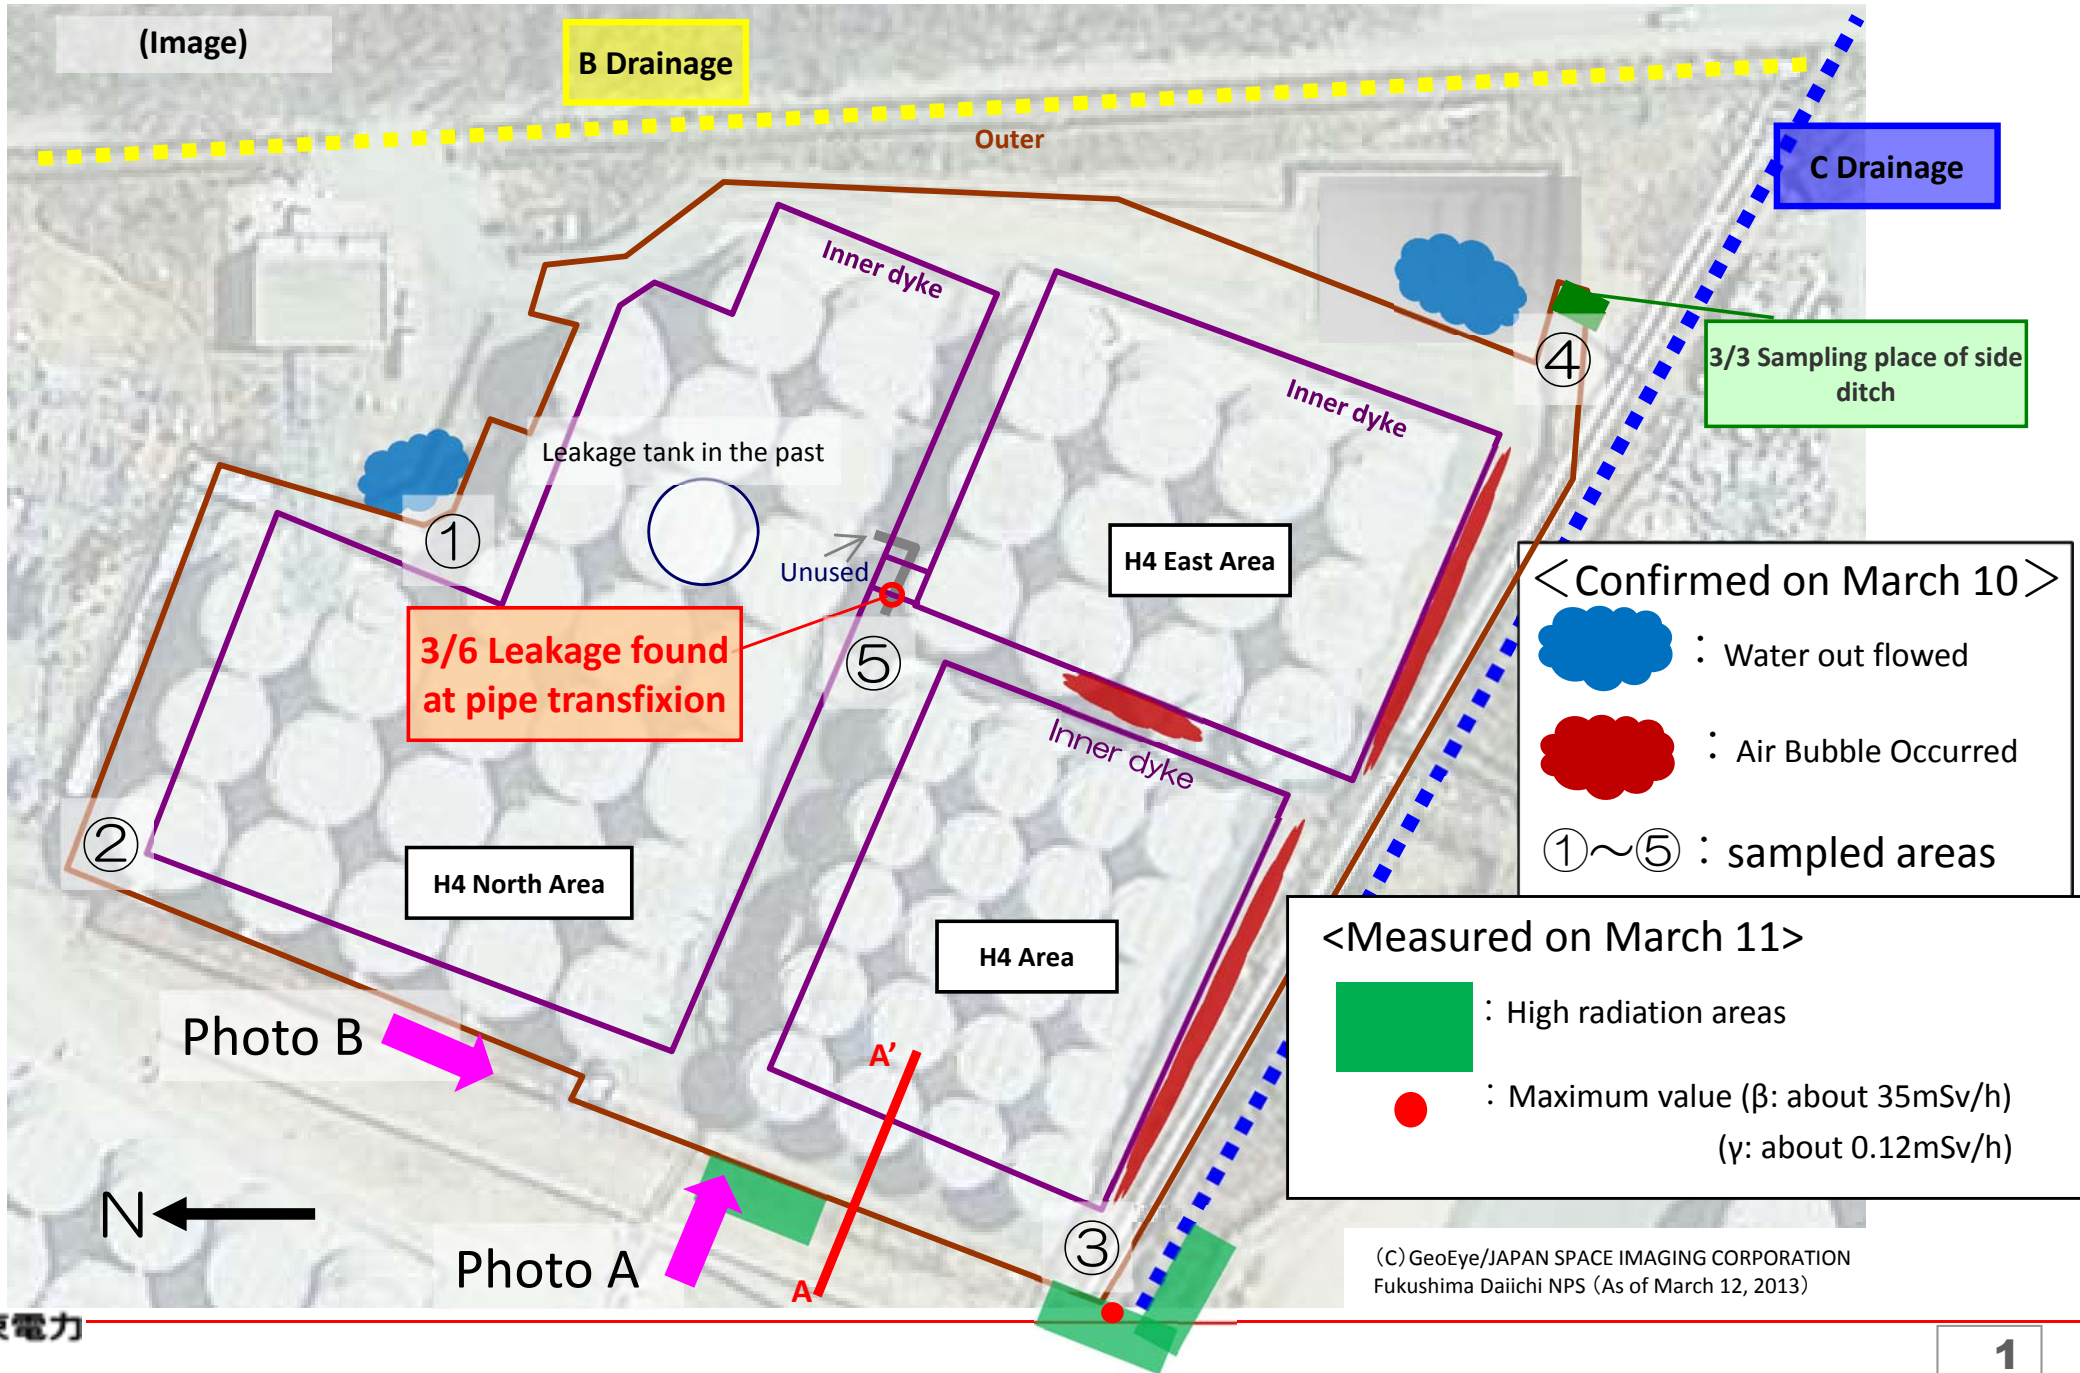 (Image)
B Drainage
Outer
C Drainage
Inner dyke
Inner dyke
3/3 Sampling place of side
ditch
④
Leakage tank in the past
①
Unused
H4 East Area
3/6 Leakage found
at pipe transfixion
⑤
Inner dyke
<Confirmed on March 10>
: Water out flowed
: Air Bubble Occurred
①~⑤ : sampled areas
②
H4 North Area
H4 Area
<Measured on March 11>
: High radiation areas
: Maximum value (β: about 35mSv/h)
(γ: about 0.12mSv/h)
Photo B
A'
N
Photo A
A
③
(C)GeoEye/JAPAN SPACE IMAGING CORPORATION
Fukushima Daiichi NPS (As of March 12, 2013)
電力
1